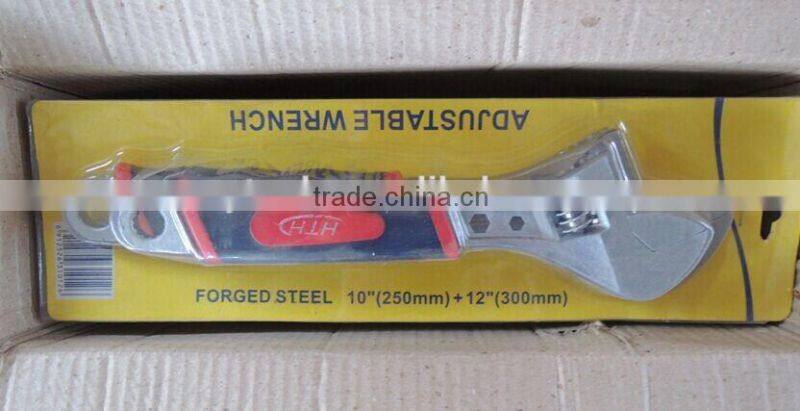 ADJUSTABLE WRENCH
trade.china.cn
HTH
FORGED STEEL 10"(250mm)+12"(300mm)